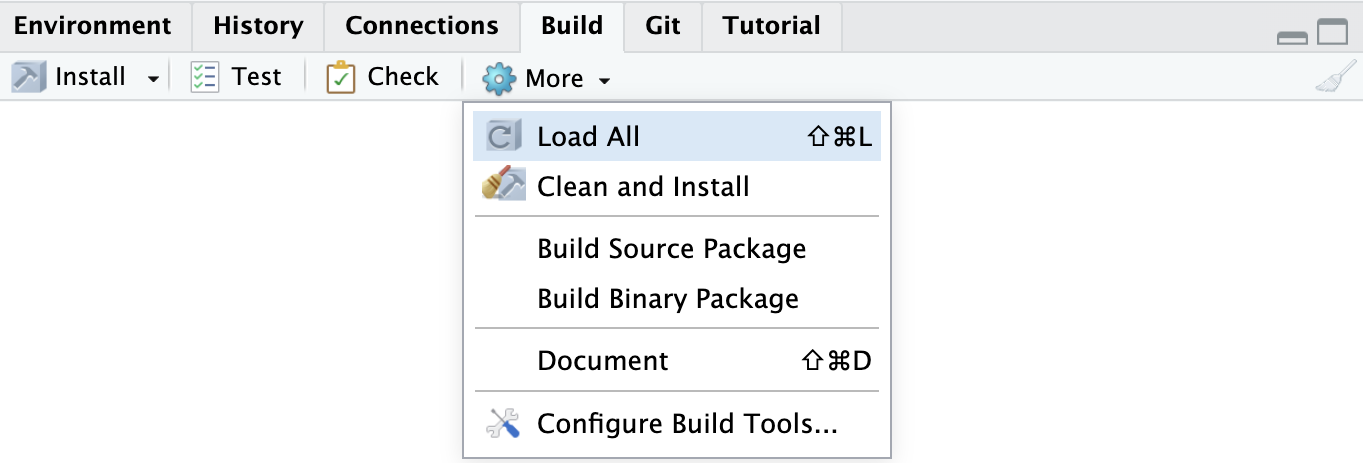 Environment History Connections Build Git Tutorial
Install Test Check More
Load All ⇧⌘L
Clean and Install
Build Source Package
Build Binary Package
Document ⇧⌘D
Configure Build Tools...